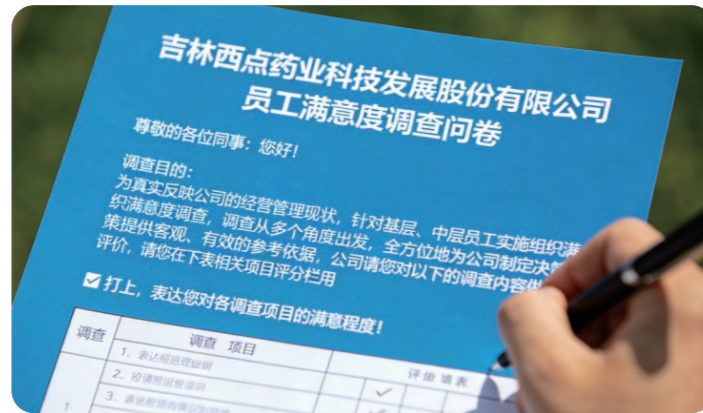 吉林西点药业科技发展股份有限公司
员工满意度调查问卷
尊敬的各位同事：您好！
调查目的：
为真实反映公司的经营管理现状，针对基层、中层员工实施组织满
织满意度调查，调查从多个角度出发，全方位地为公司制定决
策提供客观、有效的参考依据，公司请您对以下的调查内容
评价，请您在下表相关项目评分栏用
☑打上，表达您对各调查项目的满意程度！
调查 调查 项目
1、
2、
3、
1